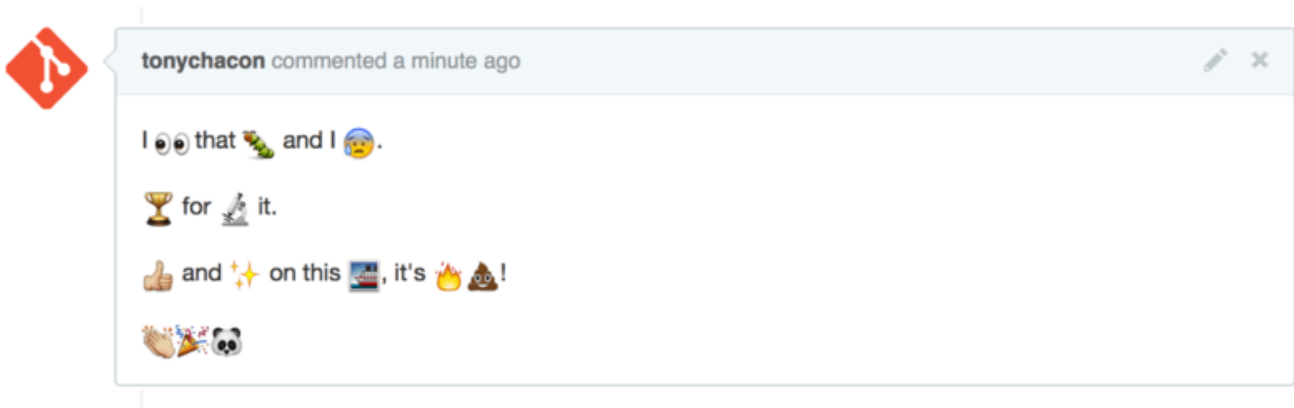 tonychacon commented a minute ago
I 👀 that 🐛 and I 😰.
🏆 for 🔬 it.
👍 and ✨ on this 🚢, it's 🔥💩!
👏🎉🐼